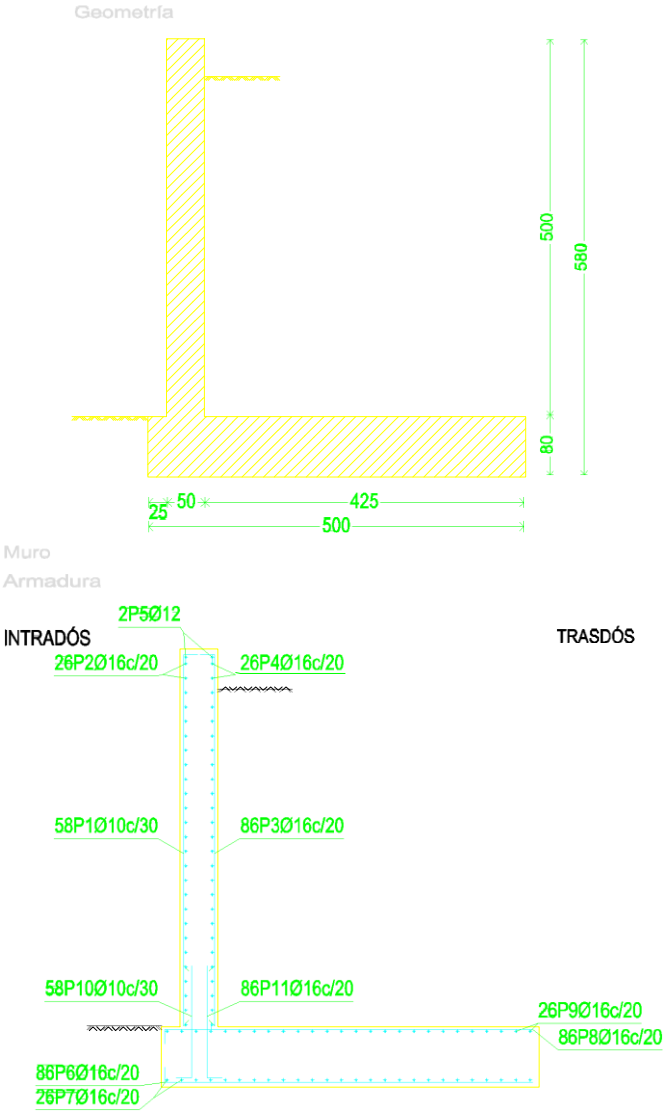 Geometría
500
580
80
25
50
425
500
Muro
Armadura
2P5Ø12
INTRADÓS
TRASDÓS
26P2Ø16c/20
26P4Ø16c/20
58P1Ø10c/30
86P3Ø16c/20
58P10Ø10c/30
86P11Ø16c/20
26P9Ø16c/20
86P8Ø16c/20
86P6Ø16c/20
26P7Ø16c/20